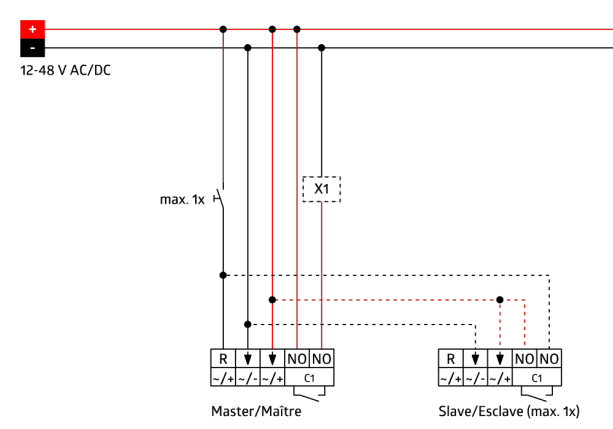 +
-
12-48 V AC/DC
max. 1x
X1
R NO NO
~/+ ~/- ~/+ C1
Master/Maître
R NO NO
~/+ ~/- ~/+ C1
Slave/Esclave (max. 1x)